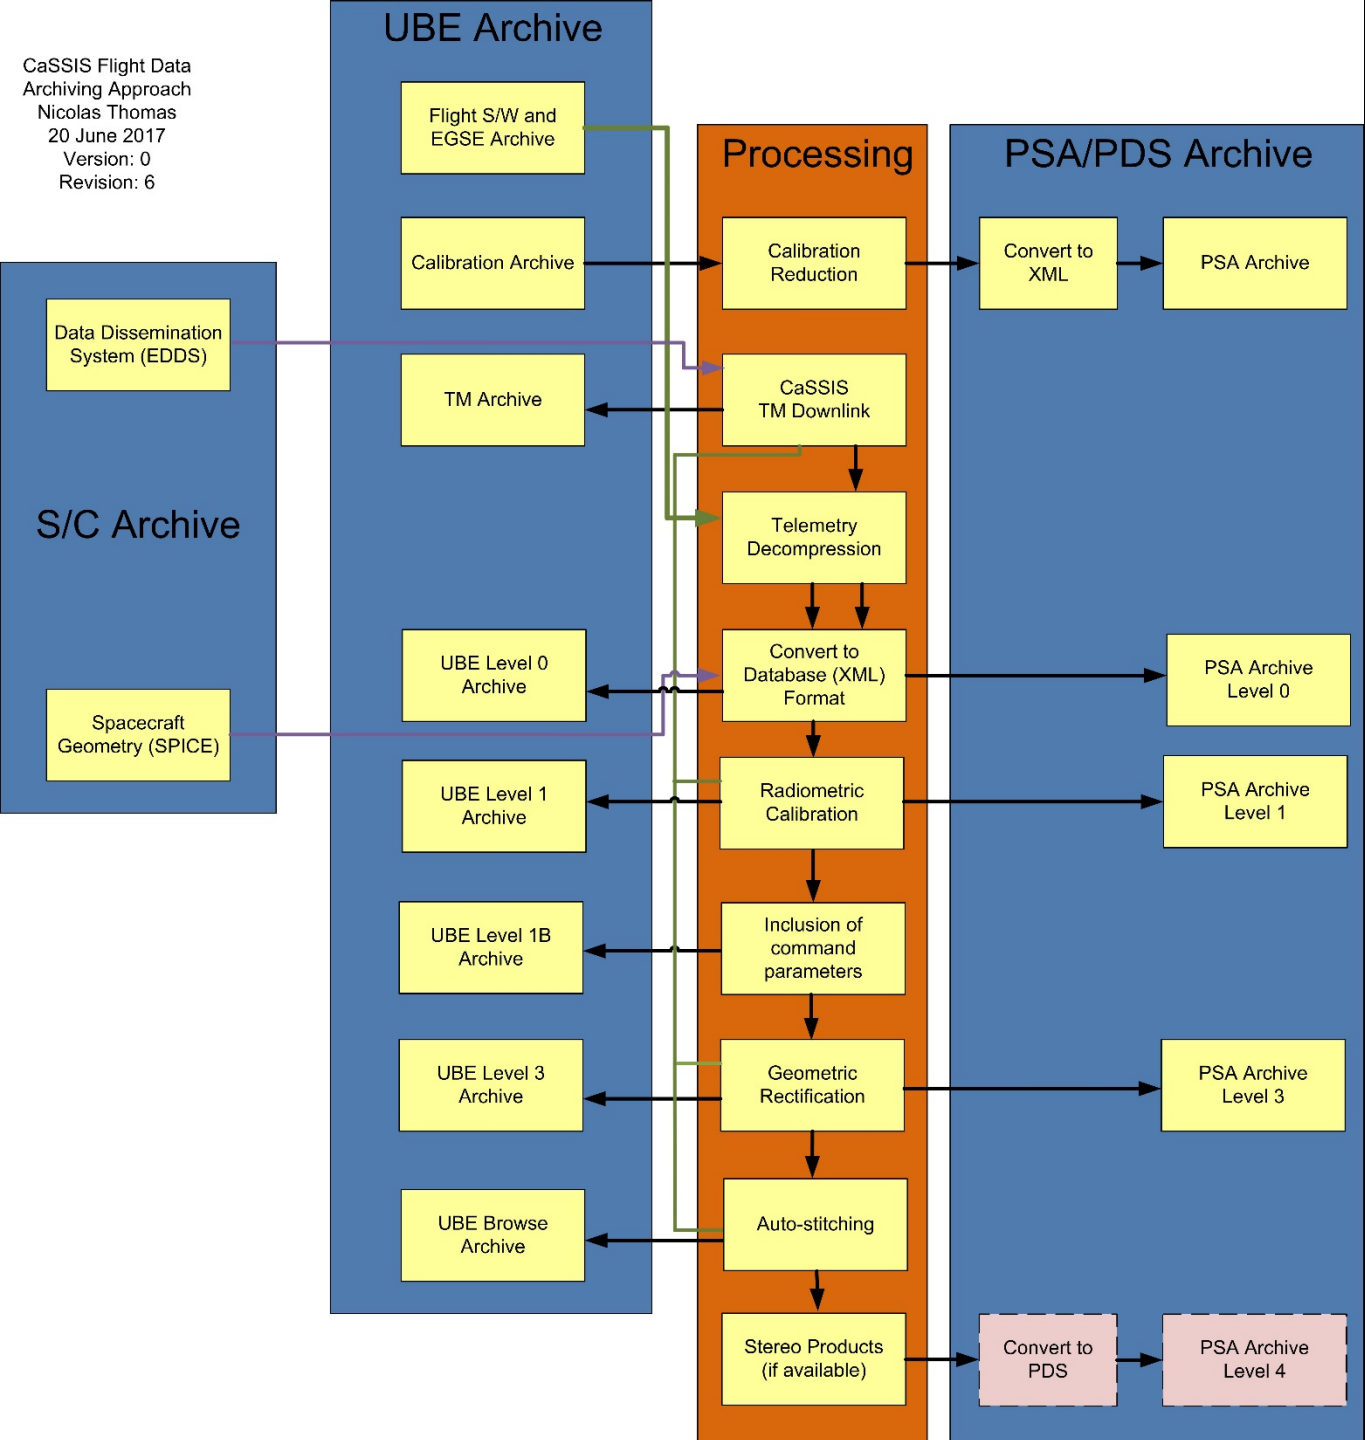 CaSSIS Flight Data
Archiving Approach
Nicolas Thomas
20 June 2017
Version: 0
Revision: 6
S/C Archive
Data Dissemination
System (EDDS)
Spacecraft
Geometry (SPICE)
UBE Archive
Flight S/W and
EGSE Archive
Calibration Archive
TM Archive
UBE Level 0
Archive
UBE Level 1
Archive
UBE Level 1B
Archive
UBE Level 3
Archive
UBE Browse
Archive
Processing
Calibration
Reduction
CaSSIS
TM Downlink
Telemetry
Decompression
Convert to
Database (XML)
Format
Radiometric
Calibration
Inclusion of
command
parameters
Geometric
Rectification
Auto-stitching
Stereo Products
(if available)
PSA/PDS Archive
Convert to
XML
PSA Archive
PSA Archive
Level 0
PSA Archive
Level 1
PSA Archive
Level 3
Convert to
PDS
PSA Archive
Level 4